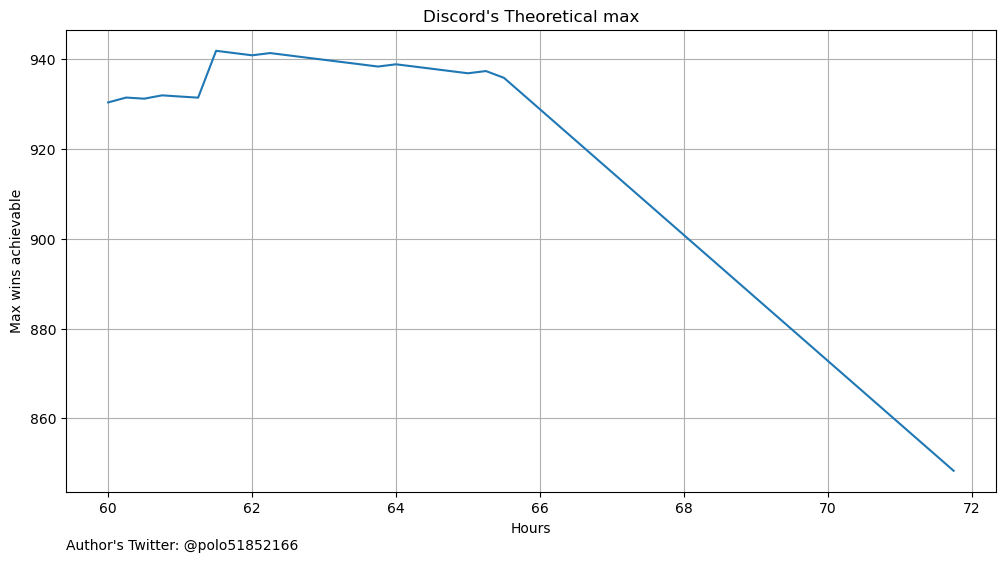 Discord's Theoretical max
940
920
900
880
860
Max wins achievable
60 62 64 66 68 70 72
Hours
Author's Twitter: @polo51852166